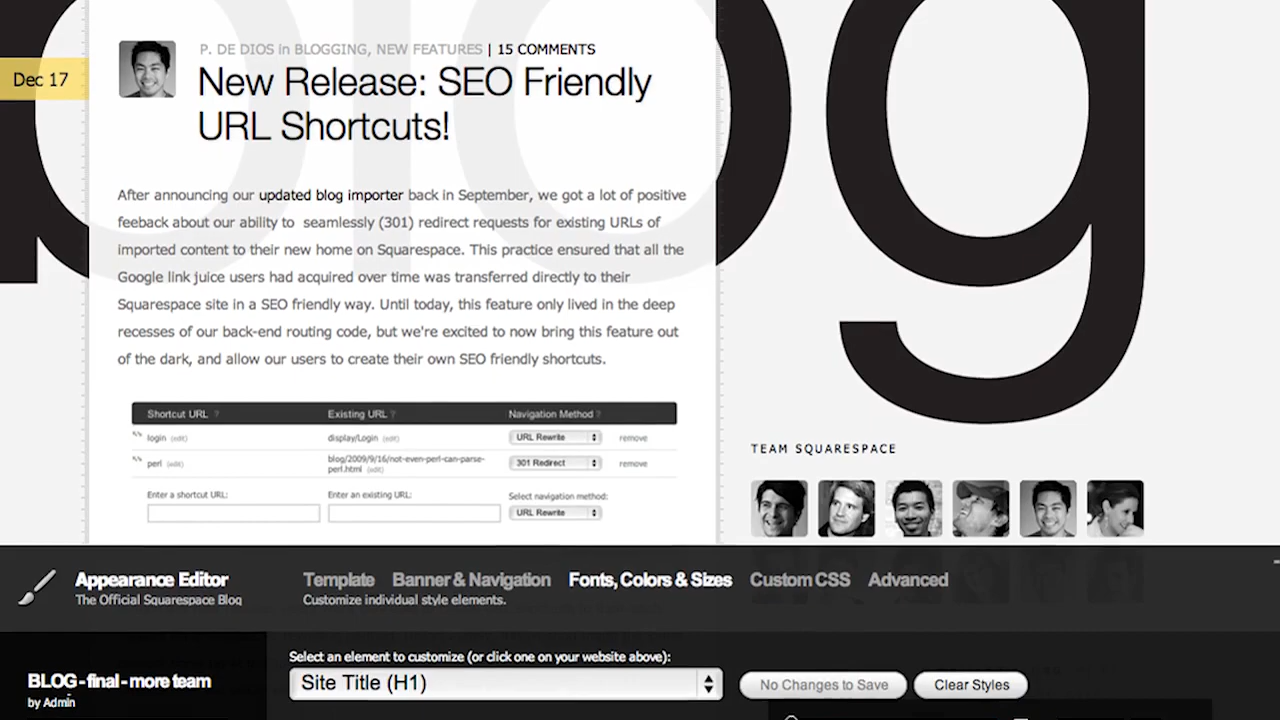 blog
P. DE DIOS in BLOGGING, NEW FEATURES | 15 COMMENTS
Dec 17
New Release: SEO Friendly
URL Shortcuts!
After announcing our updated blog importer back in September, we got a lot of positive
feeback about our ability to seamlessly (301) redirect requests for existing URLs of
imported content to their new home on Squarespace. This practice ensured that all the
Google link juice users had acquired over time was transferred directly to their
Squarespace site in a SEO friendly way. Until today, this feature only lived in the deep
recesses of our back-end routing code, but we're excited to now bring this feature out
of the dark, and allow our users to create their own SEO friendly shortcuts.
Shortcut URL ? Existing URL ? Navigation Method ?
login (edit) display/Login (edit) URL Rewrite remove
perl (edit) blog/2009/9/16/not-even-perl-can-parse-
perl.html (edit) 301 Redirect remove
Enter a shortcut URL: Enter an existing URL: Select navigation method:
URL Rewrite
TEAM SQUARESPACE
Appearance Editor Template Banner & Navigation Fonts, Colors & Sizes Custom CSS Advanced
The Official Squarespace Blog Customize individual style elements.
Select an element to customize (or click one on your website above):
BLOG - final - more team Site Title (H1) No Changes to Save Clear Styles
by Admin